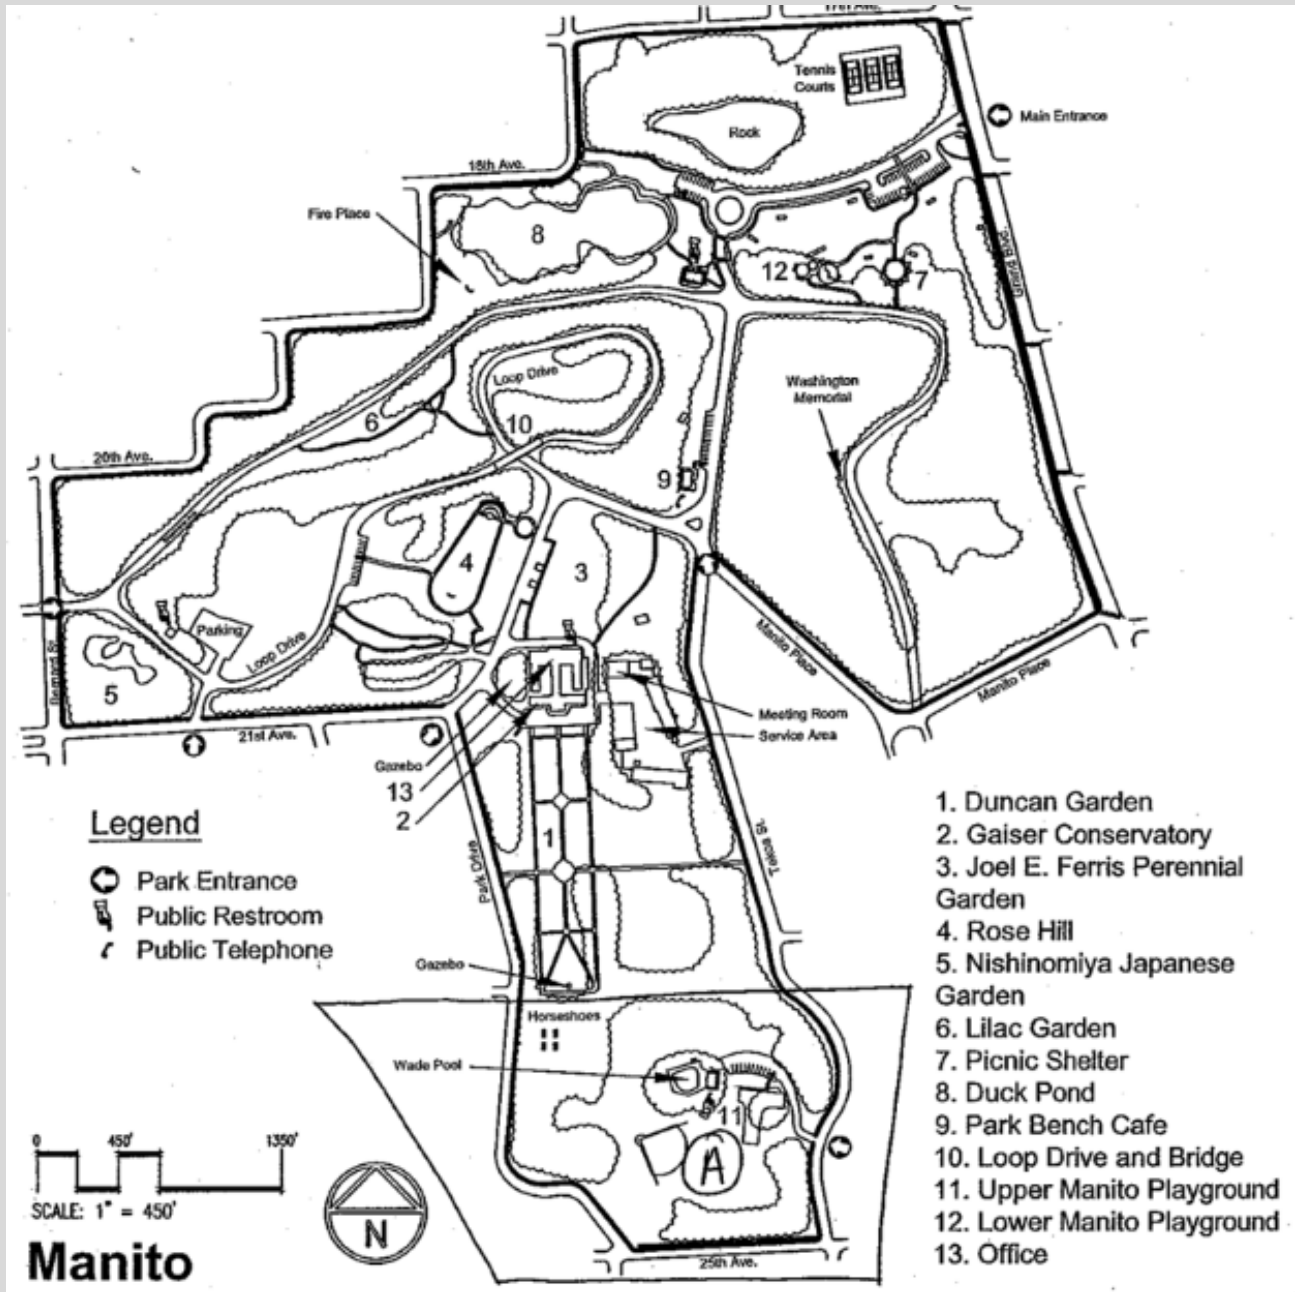 17th Ave.
Tennis
Courts
Main Entrance
Rock
18th Ave.
Fire Place
8
12
7
Grand Blvd.
Loop Drive
Washington
Memorial
6
10
20th Ave.
9
4
3
Parking
Loop Drive
Manito Place
Manito Place
Bernard St.
5
Meeting Room
Service Area
21st Ave.
Gazebo
13
2
1
Park Drive
Tekoa St.
Legend
Park Entrance
Public Restroom
Public Telephone
1. Duncan Garden
2. Gaiser Conservatory
3. Joel E. Ferris Perennial
Garden
4. Rose Hill
5. Nishinomiya Japanese
Garden
6. Lilac Garden
7. Picnic Shelter
8. Duck Pond
9. Park Bench Cafe
10. Loop Drive and Bridge
11. Upper Manito Playground
12. Lower Manito Playground
13. Office
Gazebo
Horseshoes
Wade Pool
11
A
0 450' 1350'
SCALE: 1" = 450'
N
Manito
25th Ave.